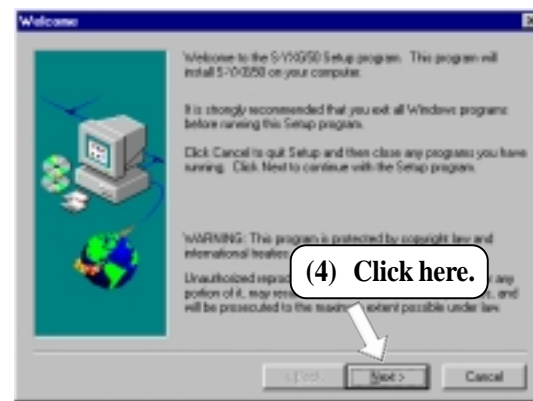 Welcome
Welcome to the S-YXG50 Setup program. This program will
install S-YXG50 on your computer.
It is strongly recommended that you exit all Windows programs
before running this Setup program.
Click Cancel to quit Setup and then close any programs you have
running. Click Next to continue with the Setup program.
WARNING: This program is protected by copyright law and
international treaties
Unauthorized or any
portion of it, may and
will be prosecuted to the maximum extent possible under law.
(4) Click here.
< Back
Next >
Cancel